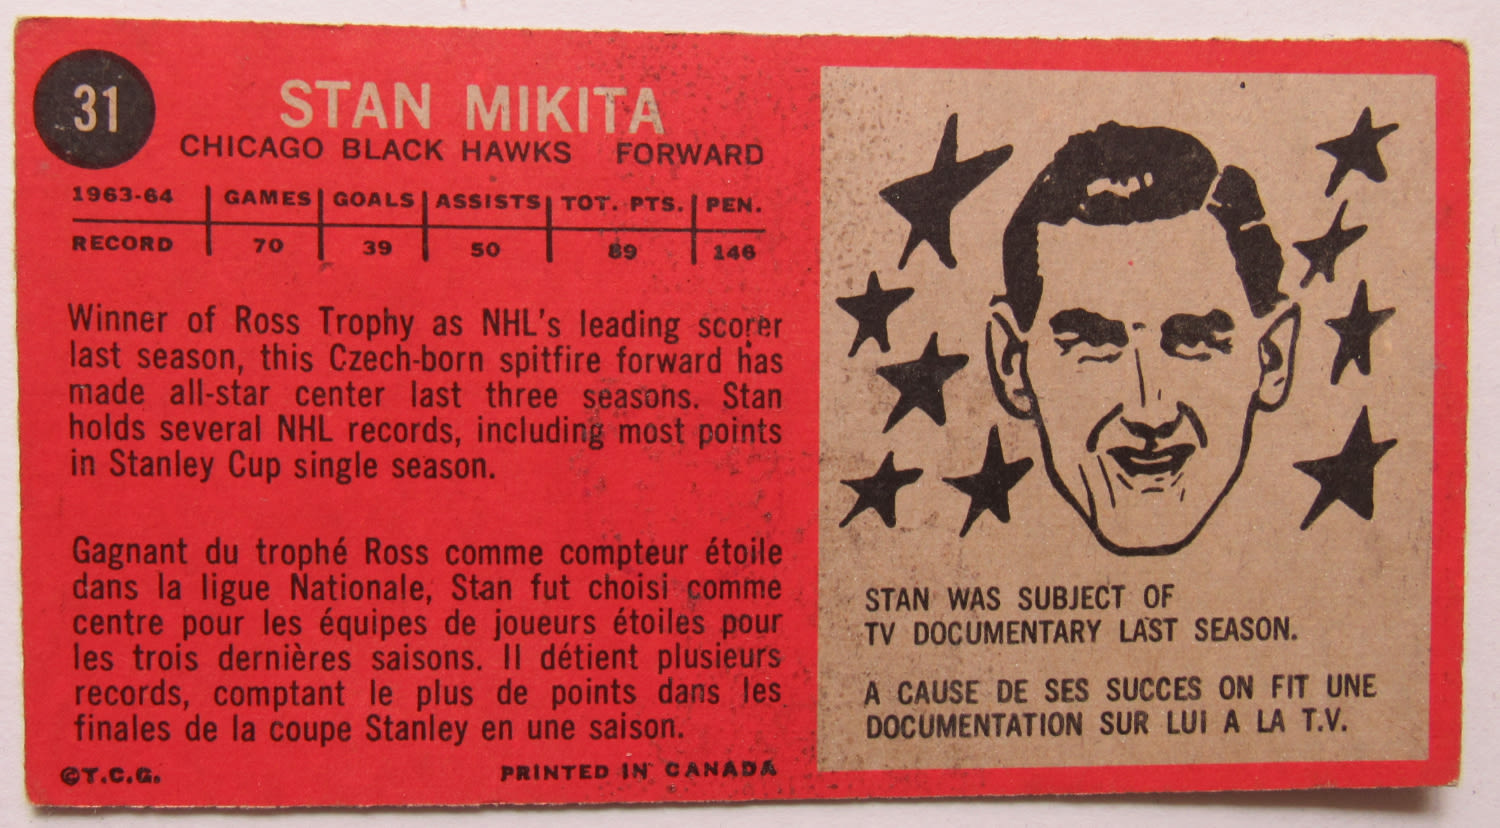 31
STAN MIKITA
CHICAGO BLACK HAWKS FORWARD
1963-64 GAMES GOALS ASSISTS TOT. PTS. PEN.
RECORD 70 39 50 89 146
Winner of Ross Trophy as NHL's leading scorer
last season, this Czech-born spitfire forward has
made all-star center last three seasons. Stan
holds several NHL records, including most points
in Stanley Cup single season.
Gagnant du trophé Ross comme compteur étoile
dans la ligue Nationale, Stan fut choisi comme
centre pour les équipes de joueurs étoiles pour
les trois dernières saisons. Il détient plusieurs
records, comptant le plus de points dans les
finales de la coupe Stanley en une saison.
©T.C.G. PRINTED IN CANADA
STAN WAS SUBJECT OF
TV DOCUMENTARY LAST SEASON.
A CAUSE DE SES SUCCES ON FIT UNE
DOCUMENTATION SUR LUI A LA T.V.